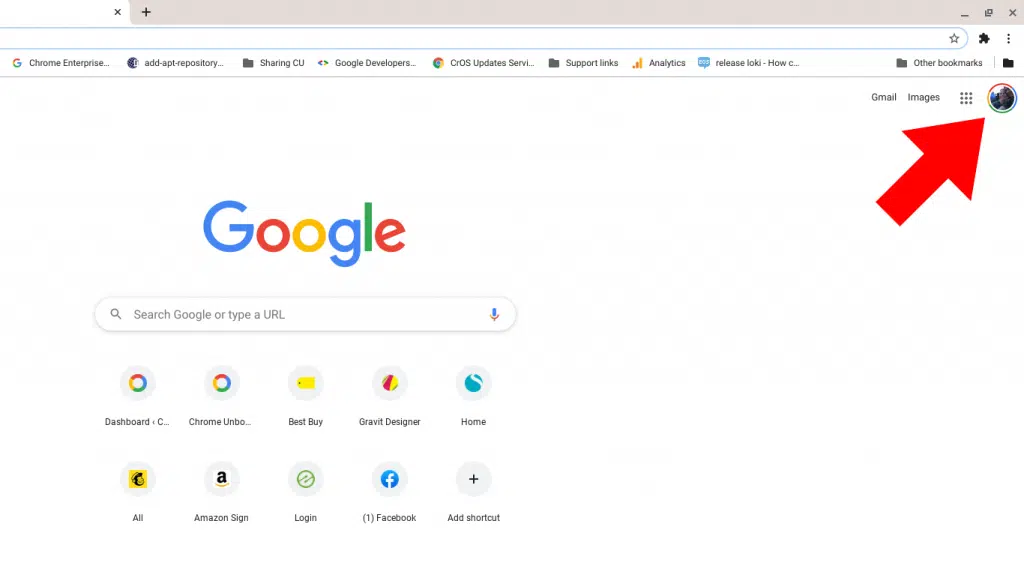 Chrome Enterprise... add-apt-repository... Sharing CU Google Developers... CrOS Updates Servi... Support links Analytics release loki - How c... Other bookmarks
Gmail Images
Google
Search Google or type a URL
Dashboard ‹ C... Chrome Unbo... Best Buy Gravit Designer Home
All Amazon Sign Login (1) Facebook Add shortcut